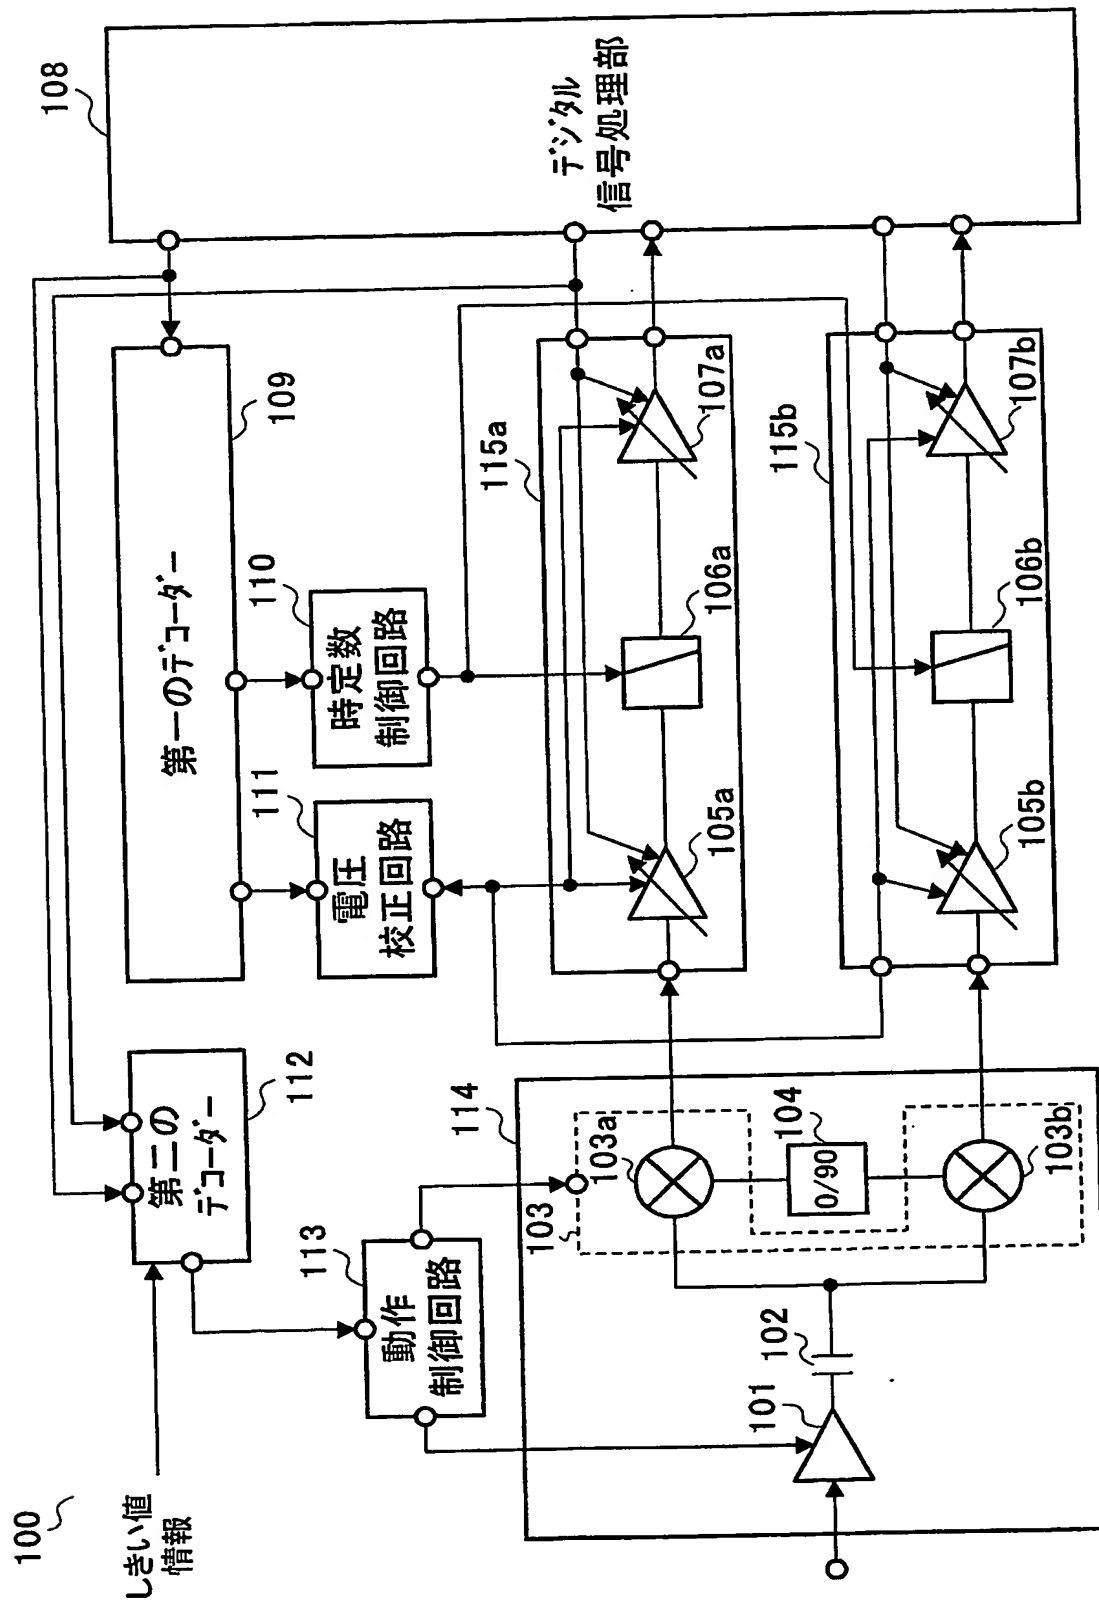 100
しきい値
情報
第二の
デコーダー
112
第一のデコーダー
109
108
デジタル
信号処理部
動作
制御回路
113
電圧
校正回路
111
時定数
制御回路
110
114
103
103a
104
0/90
103b
101
102
115a
105a
106a
107a
115b
105b
106b
107b